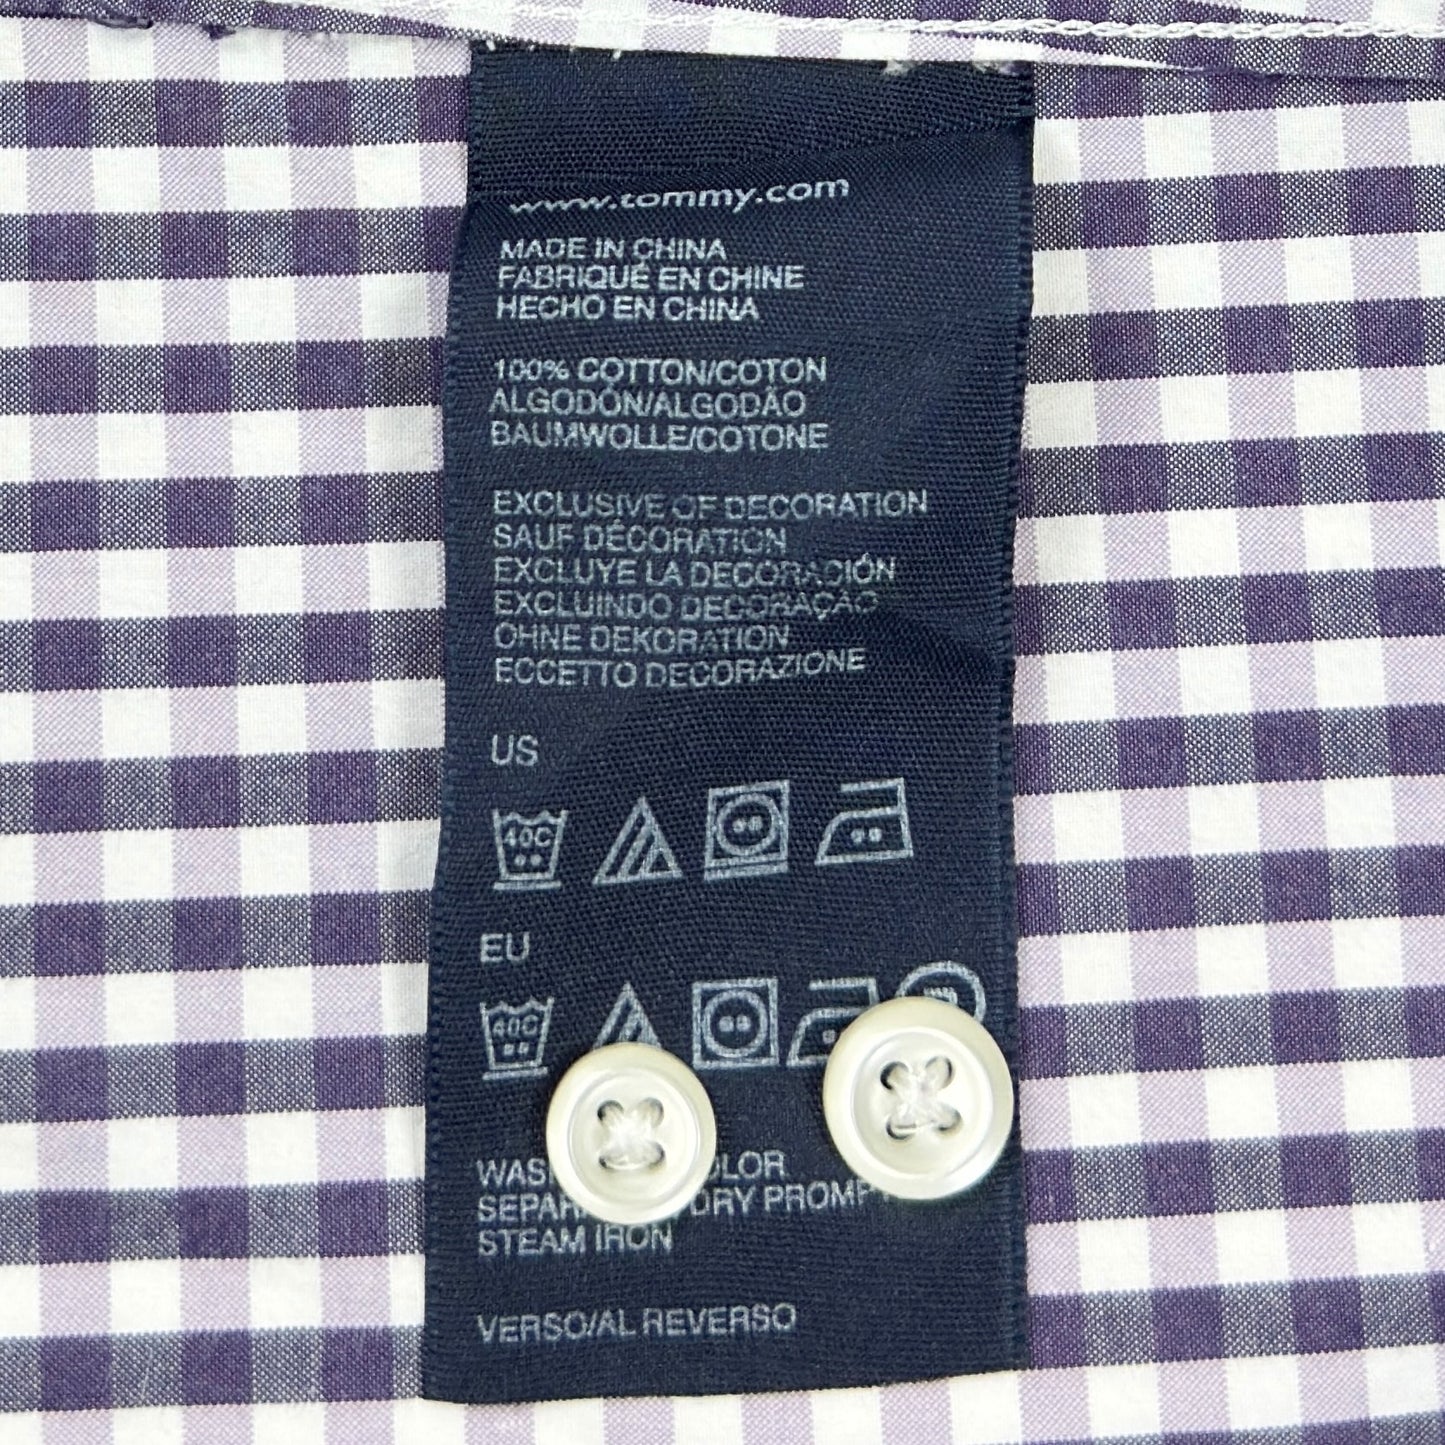 www.tommy.com
MADE IN CHINA
FABRIQUÉ EN CHINE
HECHO EN CHINA
100% COTTON/COTON
ALGODÓN/ALGODÃO
BAUMWOLLE/COTONE
EXCLUSIVE OF DECORATION
SAUF DÉCORATION
EXCLUYE LA DECORACIÓN
EXCLUINDO DECORAÇAO
OHNE DEKORATION
ECCETTO DECORAZIONE
US
40C
EU
40C
DRY
STEAM IRON
VERSO/AL REVERSO